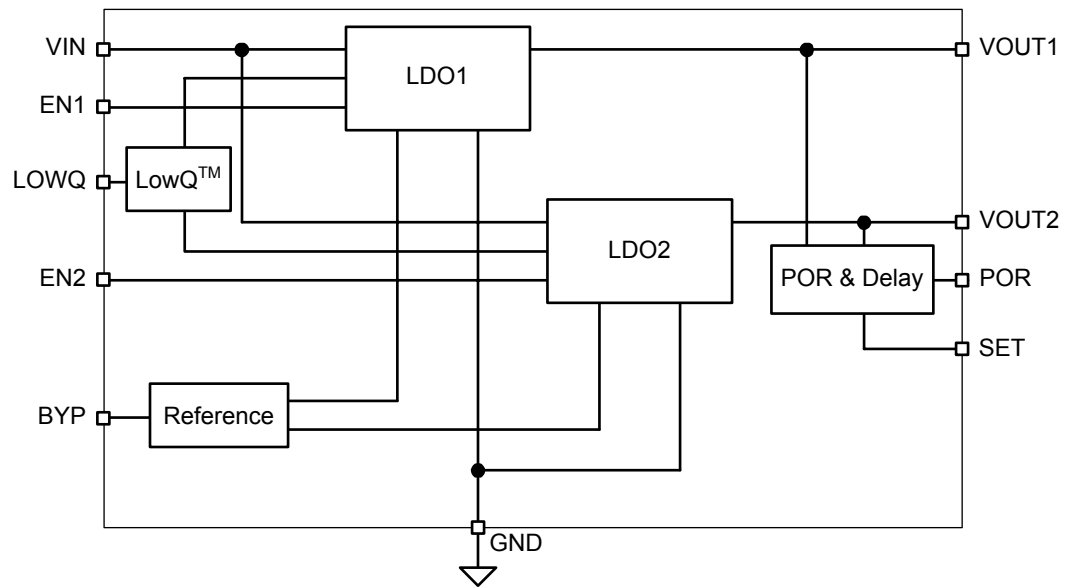 VIN
LDO1
VOUT1
EN1
LOWQ
LowQ™
LDO2
VOUT2
EN2
POR & Delay
POR
SET
BYP
Reference
GND